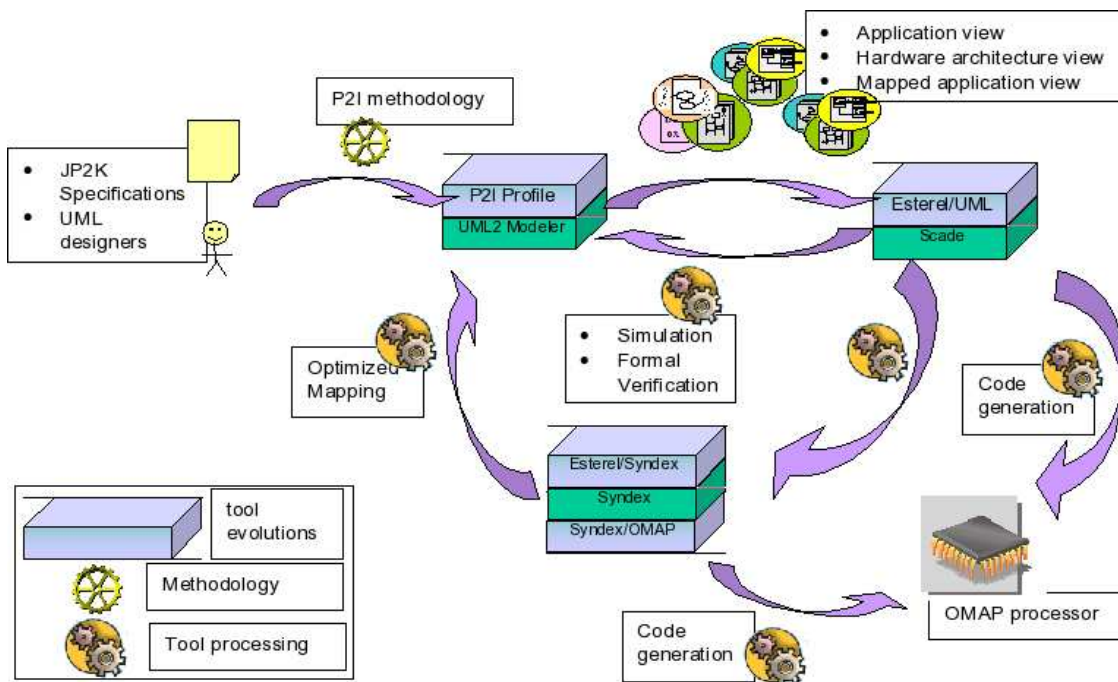 • Application view
• Hardware architecture view
• Mapped application view
P2I methodology
• JP2K
Specifications
• UML
designers
P2I Profile
UML2 Modeler
Esterel/UML
Scade
• Simulation
• Formal
Verification
Optimized
Mapping
Code
generation
Esterel/Syndex
Syndex
Syndex/OMAP
tool
evolutions
Methodology
Tool processing
Code
generation
OMAP processor